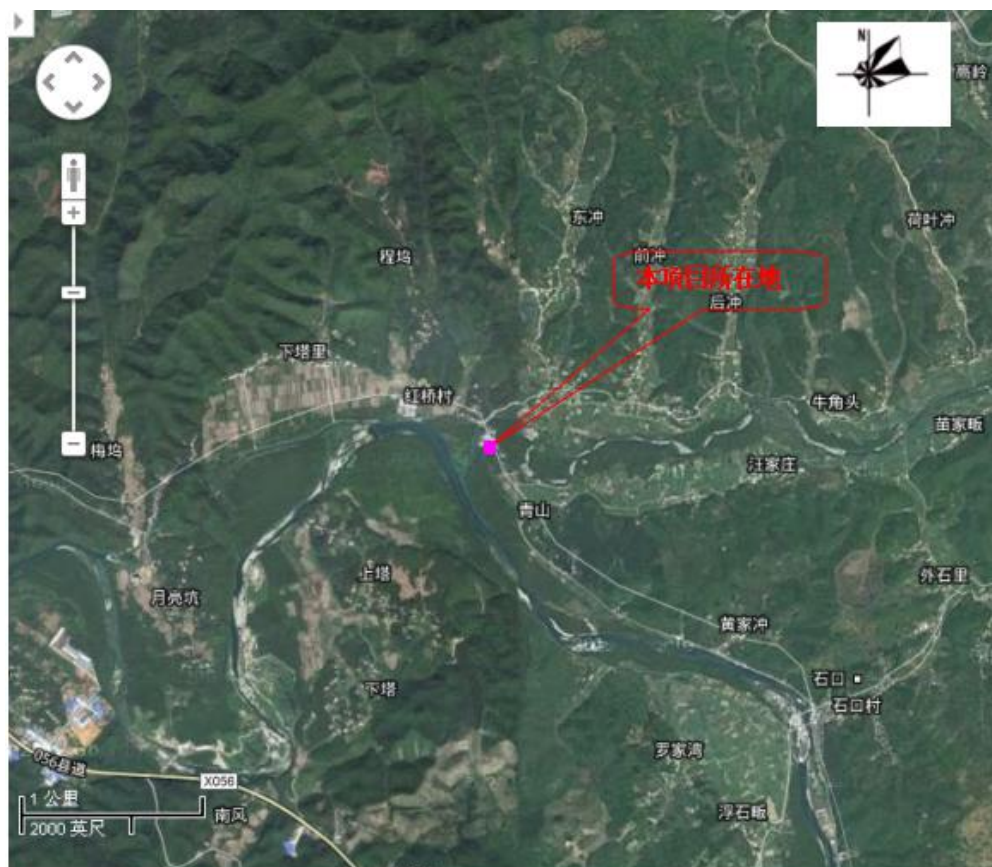 N
高岭
东冲
荷叶冲
程坞
前冲
本项目所在地
后冲
下塔里
红桥村
牛角头
苗家畈
梅坞
汪家庄
青山
上塔
外石里
月亮坑
黄家冲
石口
下塔
石口村
罗家湾
056县道
X056
1 公里
南风
浮石畈
2000 英尺